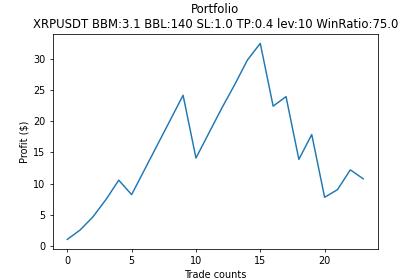 Portfolio
XRPUSDT BBM:3.1 BBL:140 SL:1.0 TP:0.4 lev:10 WinRatio:75.0
30
25
20
15
10
5
0
Profit ($)
0 5 10 15 20
Trade counts